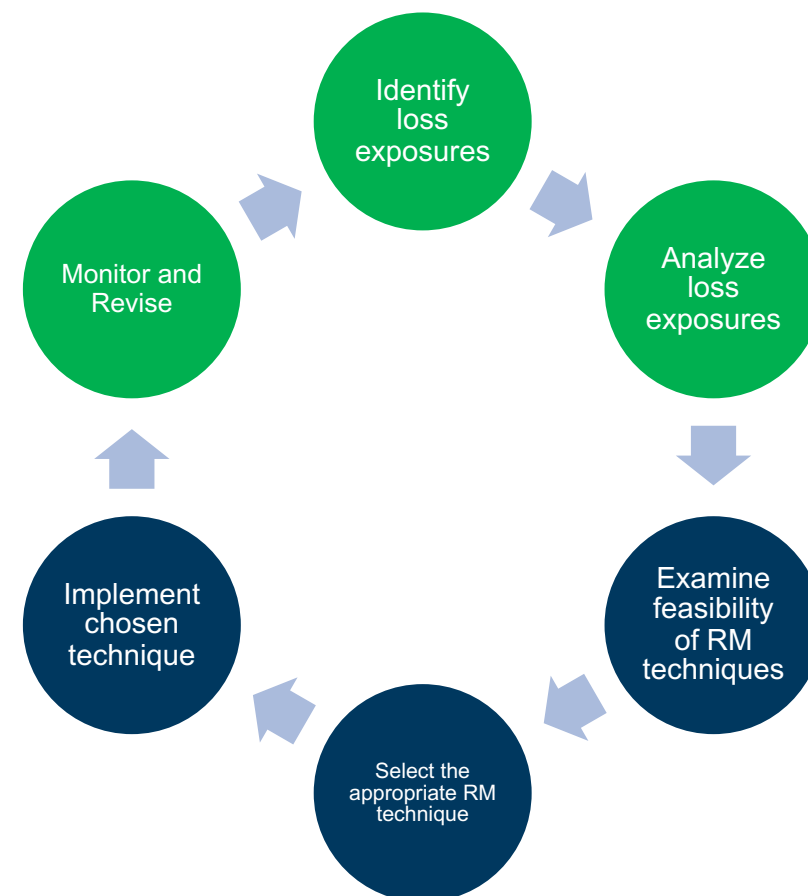 Identify
loss
exposures
Analyze
loss
exposures
Examine
feasibility
of RM
techniques
Select the
appropriate RM
technique
Implement
chosen
technique
Monitor and
Revise